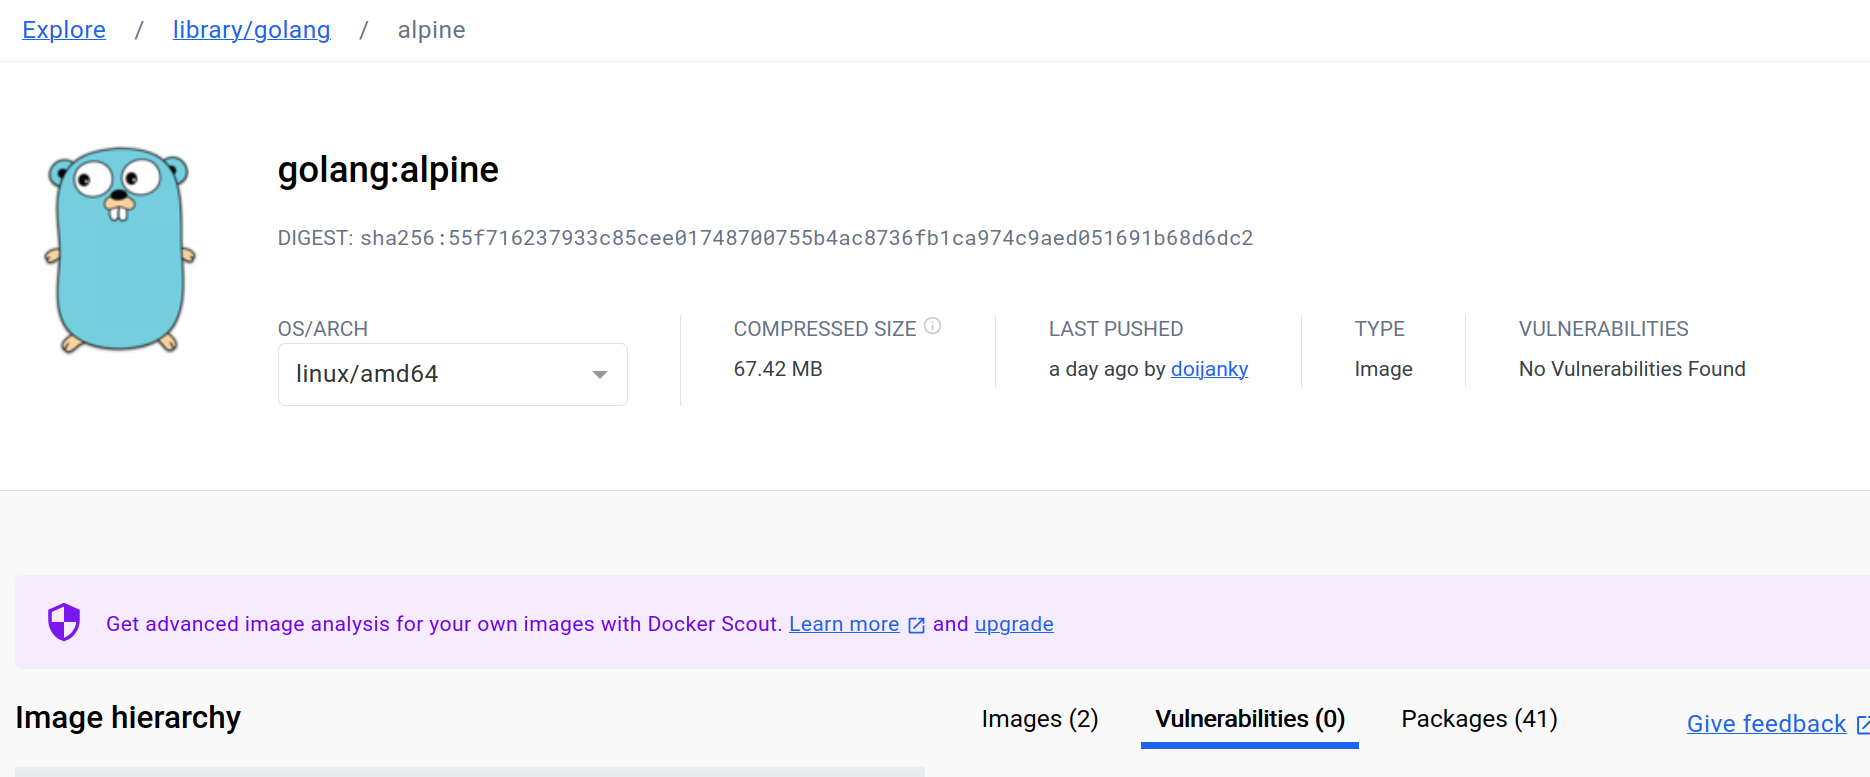 Explore / library/golang / alpine
golang:alpine
DIGEST: sha256:55f716237933c85cee01748700755b4ac8736fb1ca974c9aed051691b68d6dc2
OS/ARCH
linux/amd64
COMPRESSED SIZE
67.42 MB
LAST PUSHED
a day ago by doijanky
TYPE
Image
VULNERABILITIES
No Vulnerabilities Found
Get advanced image analysis for your own images with Docker Scout. Learn more and upgrade
Image hierarchy
Images (2)
Vulnerabilities (0)
Packages (41)
Give feedback